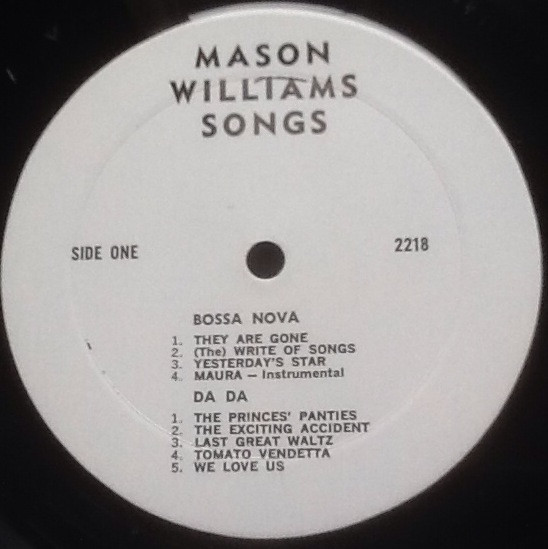 MASON
WILLIAMS
SONGS
SIDE ONE 2218
BOSSA NOVA
1. THEY ARE GONE
2. (The) WRITE OF SONGS
3. YESTERDAY'S STAR
4. MAURA — Instrumental
DA DA
1. THE PRINCES' PANTIES
2. THE EXCITING ACCIDENT
3. LAST GREAT WALTZ
4. TOMATO VENDETTA
5. WE LOVE US